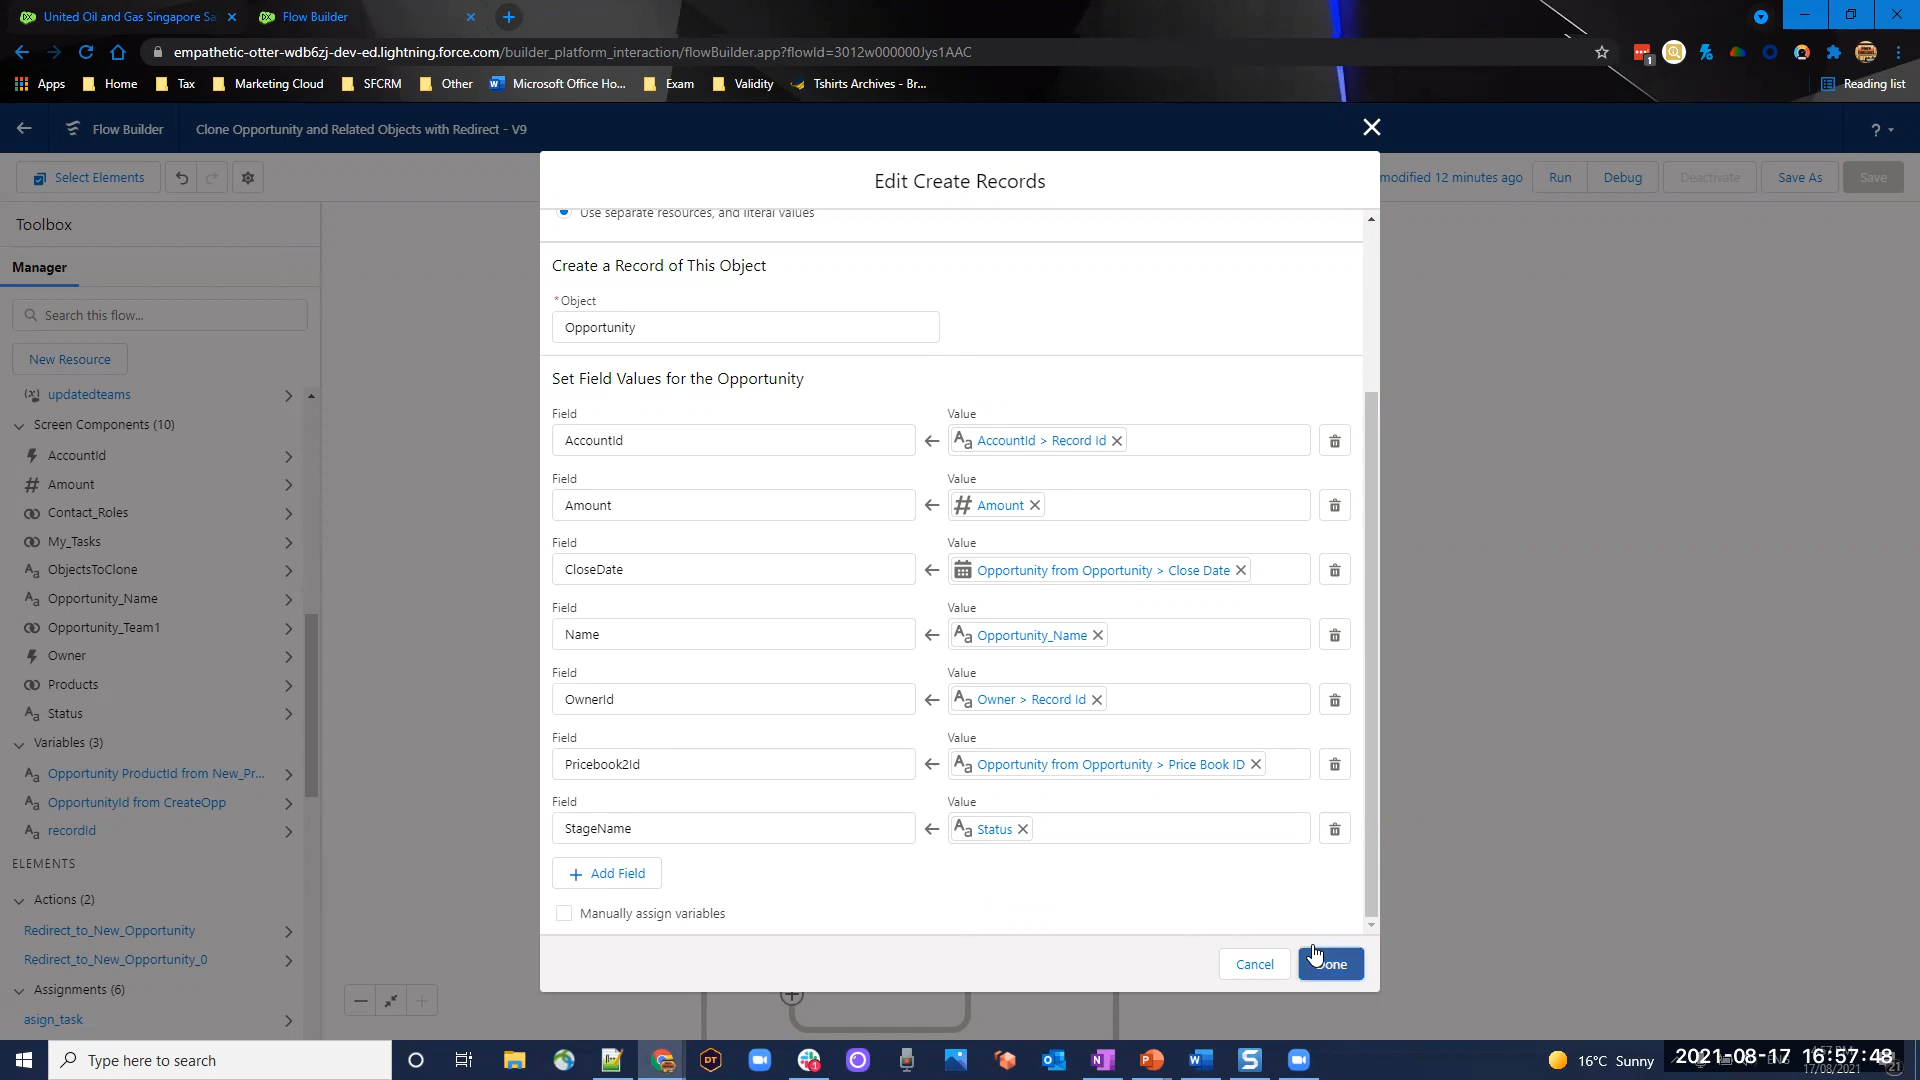 United Oil and Gas Singapore Sa
Flow Builder
empathetic-otter-wdb6zj-dev-ed.lightning.force.com/builder_platform_interaction/flowBuilder.app?flowId=3012w000000Jys1AAC
1
Apps
Home
Tax
Marketing Cloud
SFCRM
Other
Microsoft Office Ho...
Exam
Validity
Tshirts Archives - Br...
Reading list
Flow Builder
Clone Opportunity and Related Objects with Redirect - V9
?
Select Elements
modified 12 minutes ago
Run
Debug
Deactivate
Save As
Save
Toolbox
Manager
Search this flow...
New Resource
updatedteams
Screen Components (10)
AccountId
Amount
Contact_Roles
My_Tasks
ObjectsToClone
Opportunity_Name
Opportunity_Team1
Owner
Products
Status
Variables (3)
Opportunity ProductId from New_Pr...
OpportunityId from CreateOpp
recordId
ELEMENTS
Actions (2)
Redirect_to_New_Opportunity
Redirect_to_New_Opportunity_0
Assignments (6)
asign_task
Edit Create Records
Use separate resources, and literal values
Create a Record of This Object
*Object
Opportunity
Set Field Values for the Opportunity
Field Value
AccountId AccountId > Record Id
Field Value
Amount Amount
Field Value
CloseDate Opportunity from Opportunity > Close Date
Field Value
Name Opportunity_Name
Field Value
OwnerId Owner > Record Id
Field Value
Pricebook2Id Opportunity from Opportunity > Price Book ID
Field Value
StageName Status
Add Field
Manually assign variables
Cancel
Done
Type here to search
16°C Sunny
2021-08-17 16:57:48
17/08/2021
21